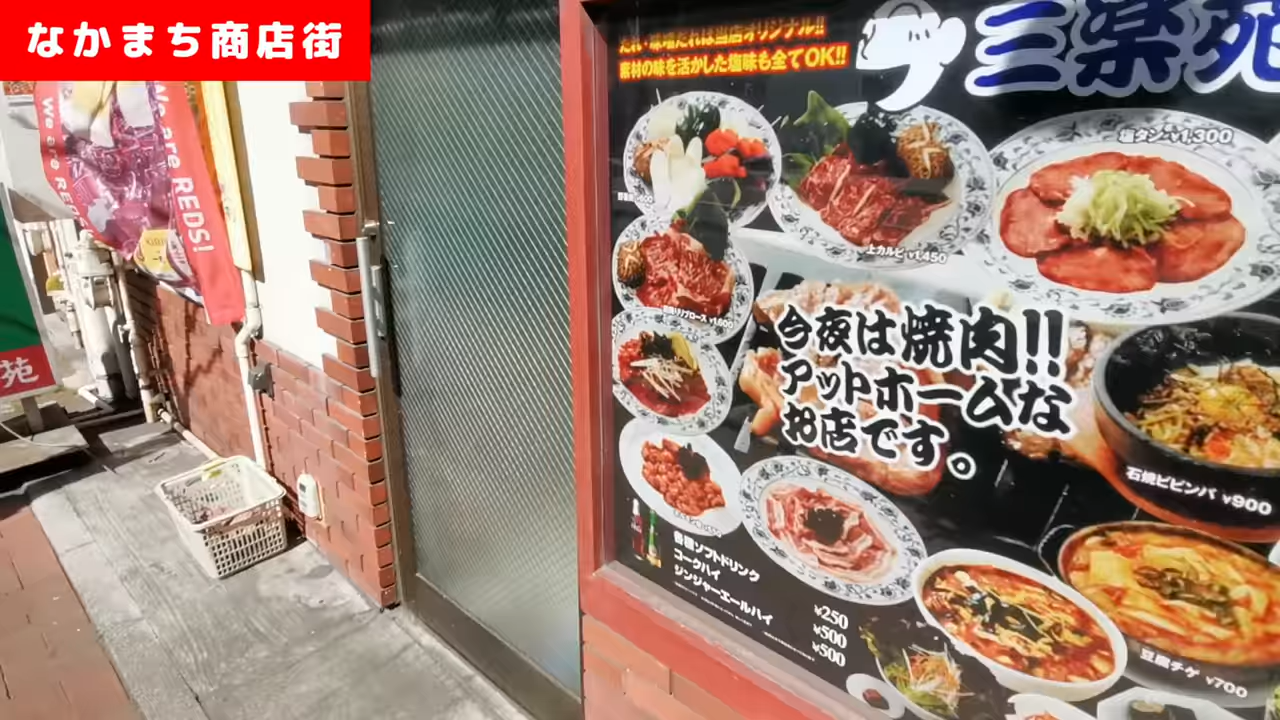 なかまち商店街
We are REDS!
We are REDS!
苑
たれ・味噌だれは当店オリジナル!!
素材の味を活かした塩味も全てOK!!
三楽苑
塩タン ¥1,300
上カルビ ¥1,450
今夜は焼肉!!
アットホームな
お店です。
石焼ビビンバ ¥900
豆腐チゲ ¥700
各種ソフトドリンク ¥250
コークハイ ¥500
ジンジャーエールハイ ¥500